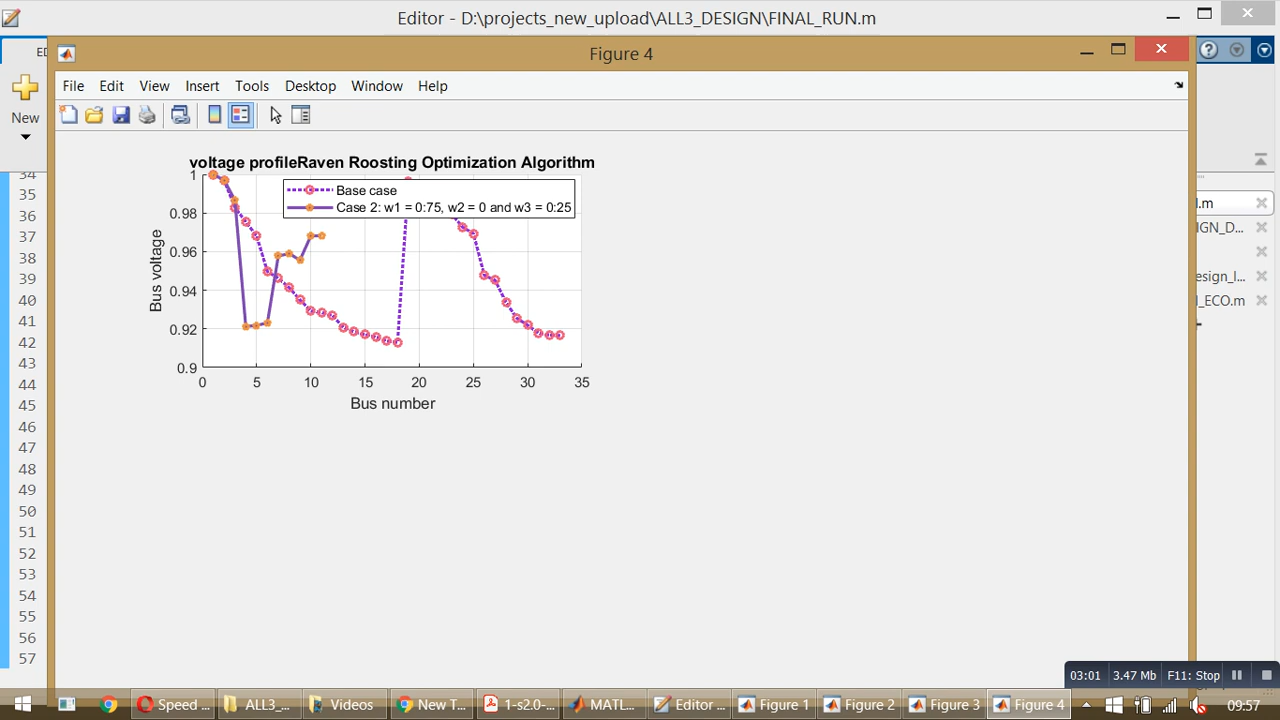 Editor - D:\projects_new_upload\ALL3_DESIGN\FINAL_RUN.m
Figure 4
File Edit View Insert Tools Desktop Window Help
New
voltage profileRaven Roosting Optimization Algorithm
Base case
Case 2: w1 = 0:75, w2 = 0 and w3 = 0:25
Bus voltage
1
0.98
0.96
0.94
0.92
0.9
0 5 10 15 20 25 30 35
Bus number
34
35
36
37
38
39
40
41
42
43
44
45
46
47
48
49
50
51
52
53
54
55
56
57
l.m
IGN_D...
esign_l...
l_ECO.m
03:01 3.47 Mb F11: Stop
Speed ... ALL3_... Videos New T... 1-s2.0-... MATL... Editor ... Figure 1 Figure 2 Figure 3 Figure 4 09:57